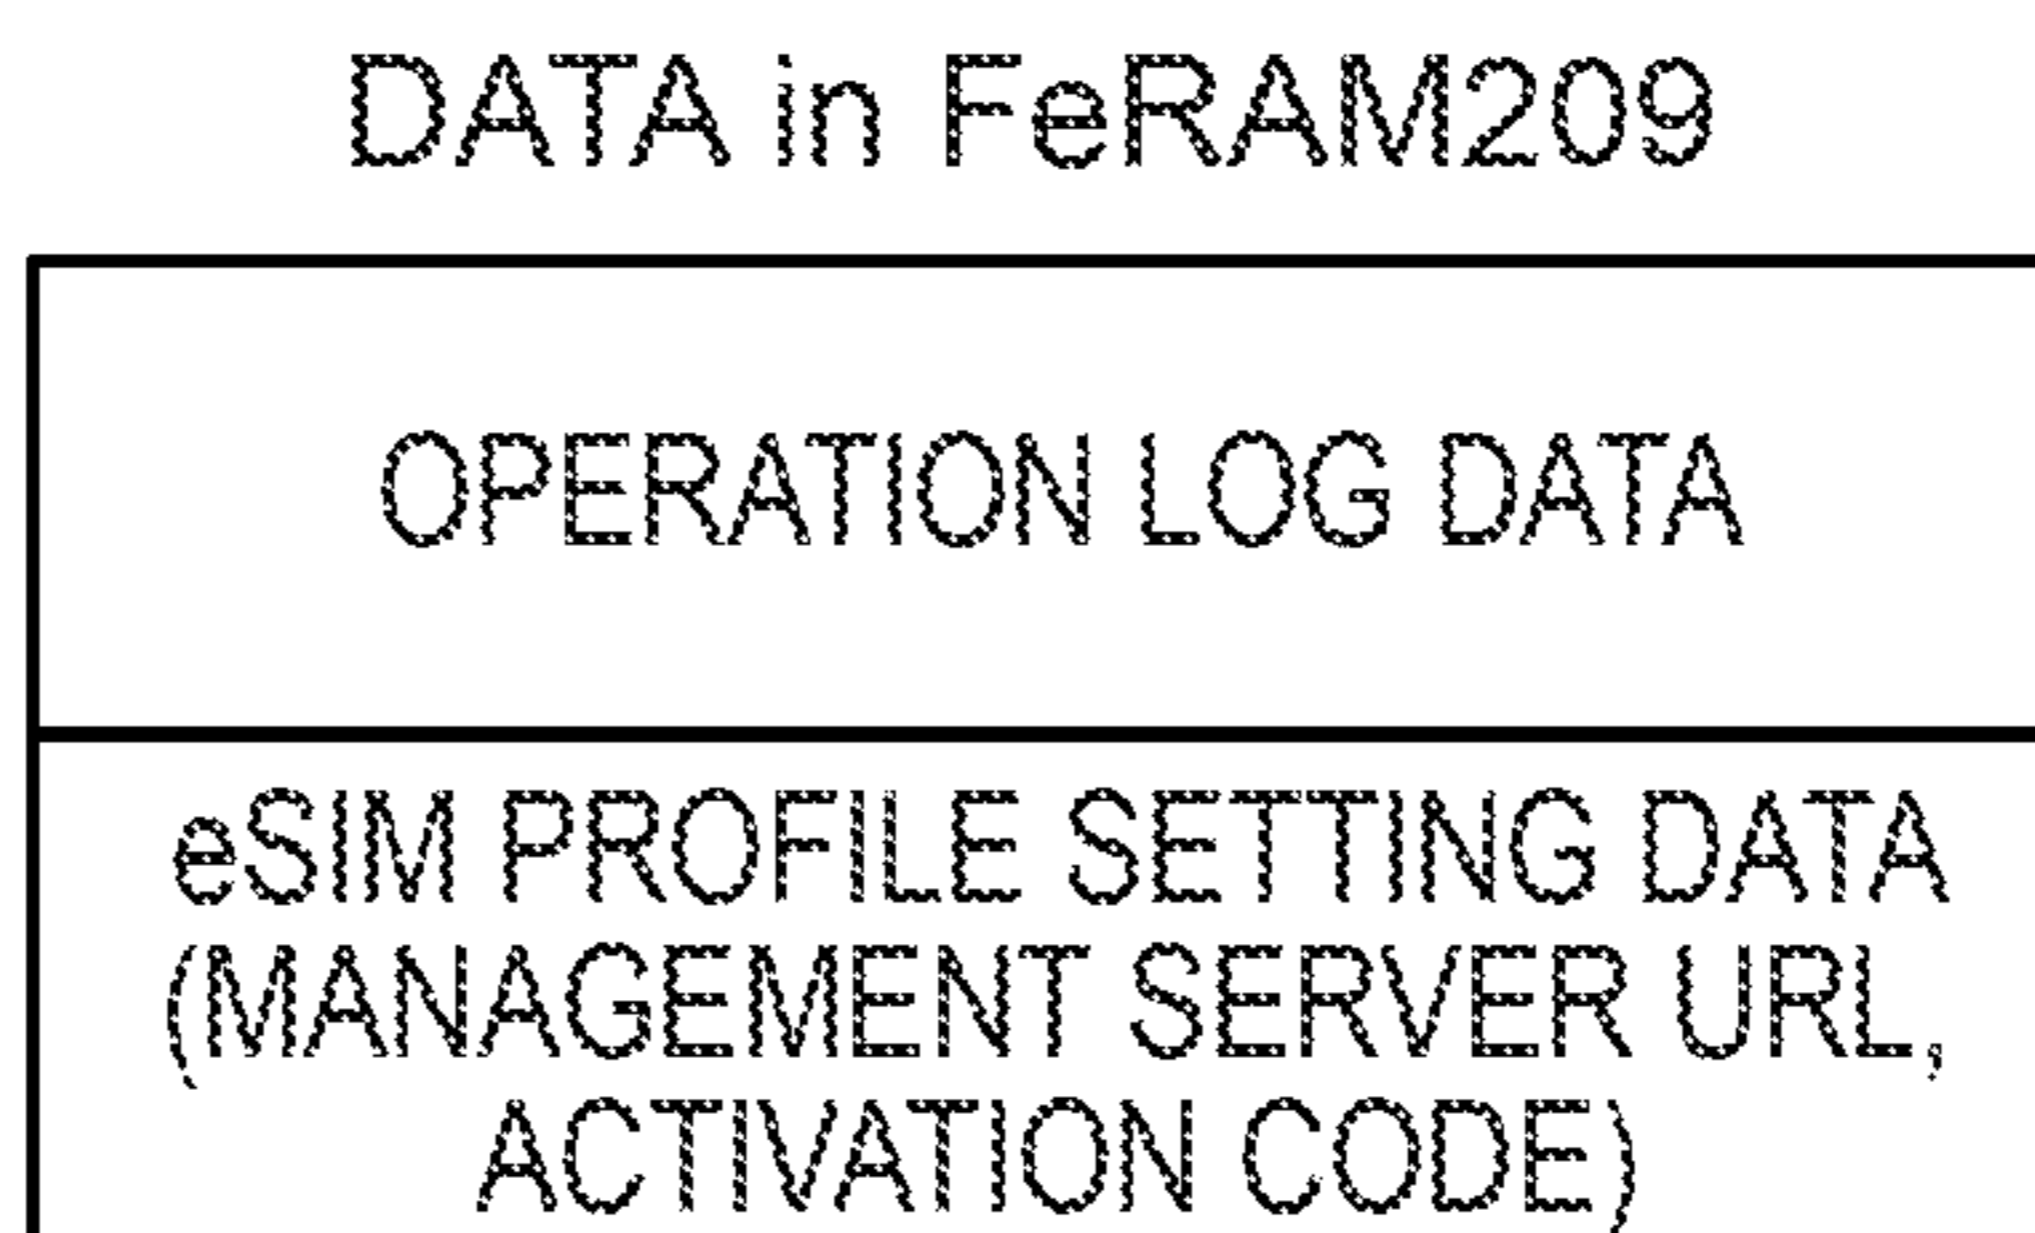 DATA in FeRAM209
OPERATION LOG DATA
eSIM PROFILE SETTING DATA
(MANAGEMENT SERVER URL,
ACTIVATION CODE)